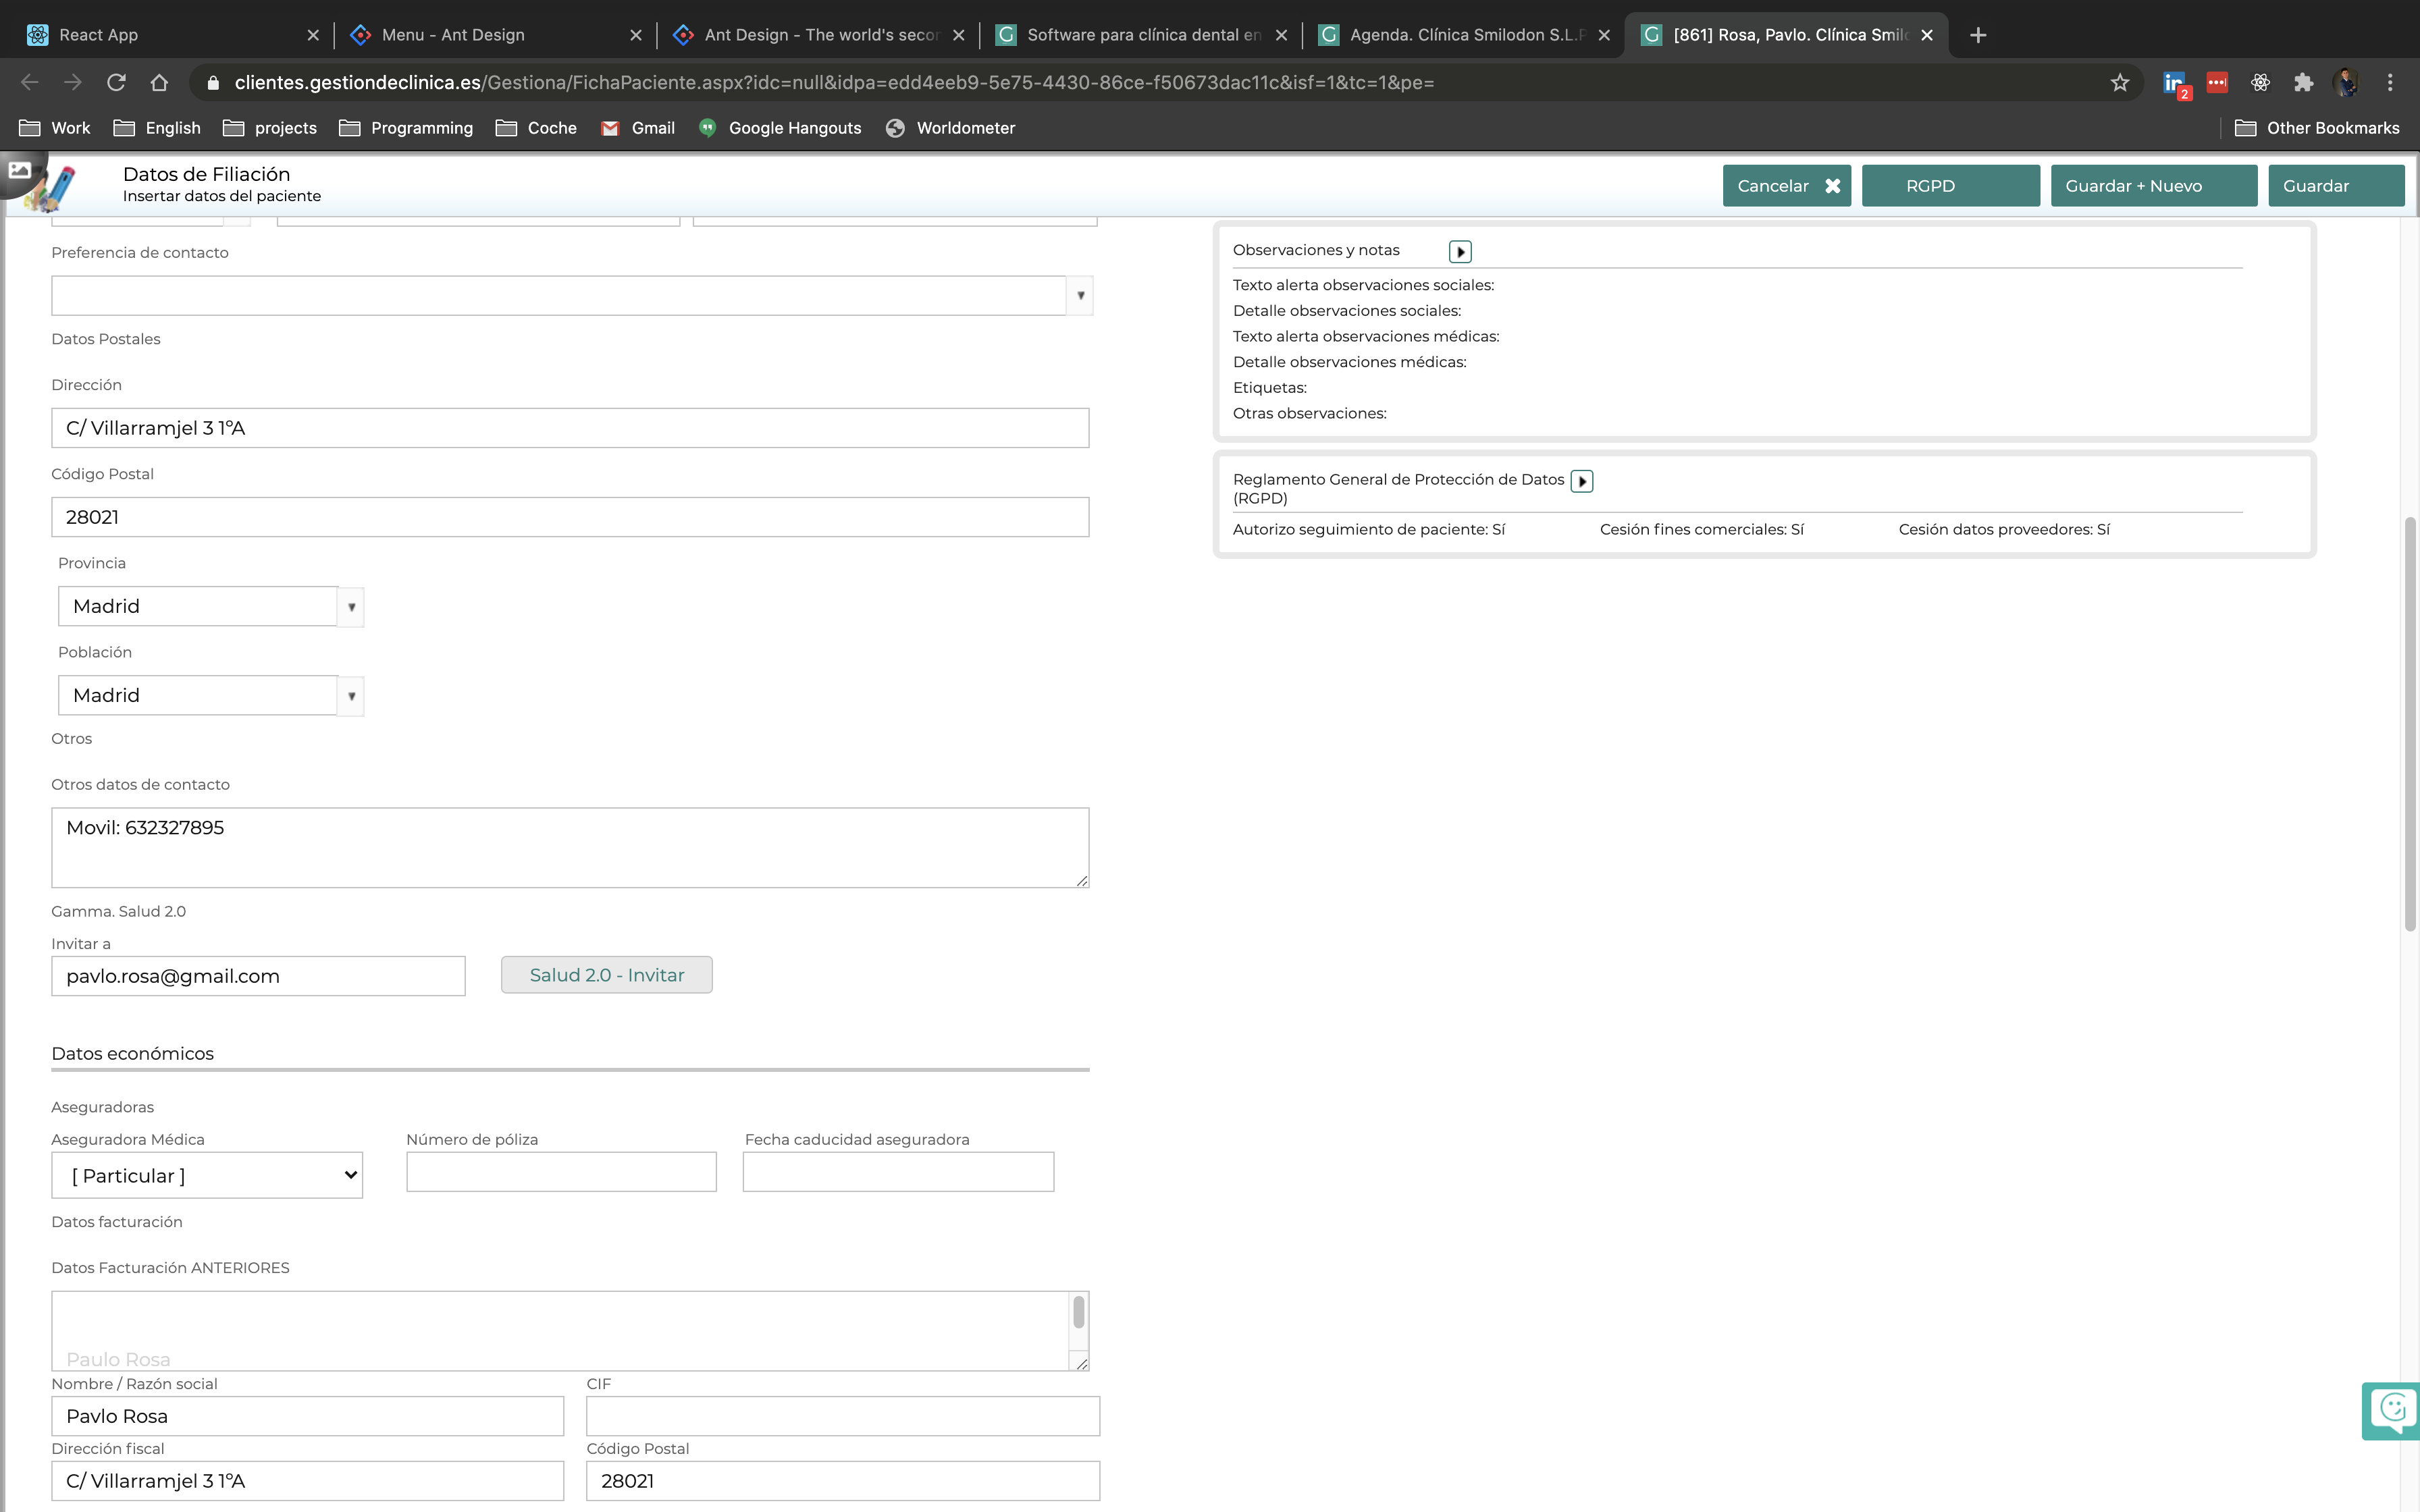 React App
Menu - Ant Design
Ant Design - The world's secon
Software para clínica dental en
Agenda. Clínica Smilodon S.L.P
[861] Rosa, Pavlo. Clínica Smilo
clientes.gestiondeclinica.es/Gestiona/FichaPaciente.aspx?idc=null&idpa=edd4eeb9-5e75-4430-86ce-f50673dac11c&isf=1&tc=1&pe=
2
Work
English
projects
Programming
Coche
Gmail
Google Hangouts
Worldometer
Other Bookmarks
Datos de Filiación
Insertar datos del paciente
Cancelar
RGPD
Guardar + Nuevo
Guardar
Preferencia de contacto
Datos Postales
Dirección
C/ Villarramjel 3 1ºA
Código Postal
28021
Provincia
Madrid
Población
Madrid
Otros
Otros datos de contacto
Movil: 632327895
Gamma. Salud 2.0
Invitar a
pavlo.rosa@gmail.com
Salud 2.0 - Invitar
Datos económicos
Aseguradoras
Aseguradora Médica
Número de póliza
Fecha caducidad aseguradora
[ Particular ]
Datos facturación
Datos Facturación ANTERIORES
Paulo Rosa
Nombre / Razón social
CIF
Pavlo Rosa
Dirección fiscal
Código Postal
C/ Villarramjel 3 1ºA
28021
Observaciones y notas
Texto alerta observaciones sociales:
Detalle observaciones sociales:
Texto alerta observaciones médicas:
Detalle observaciones médicas:
Etiquetas:
Otras observaciones:
Reglamento General de Protección de Datos
(RGPD)
Autorizo seguimiento de paciente: Sí
Cesión fines comerciales: Sí
Cesión datos proveedores: Sí